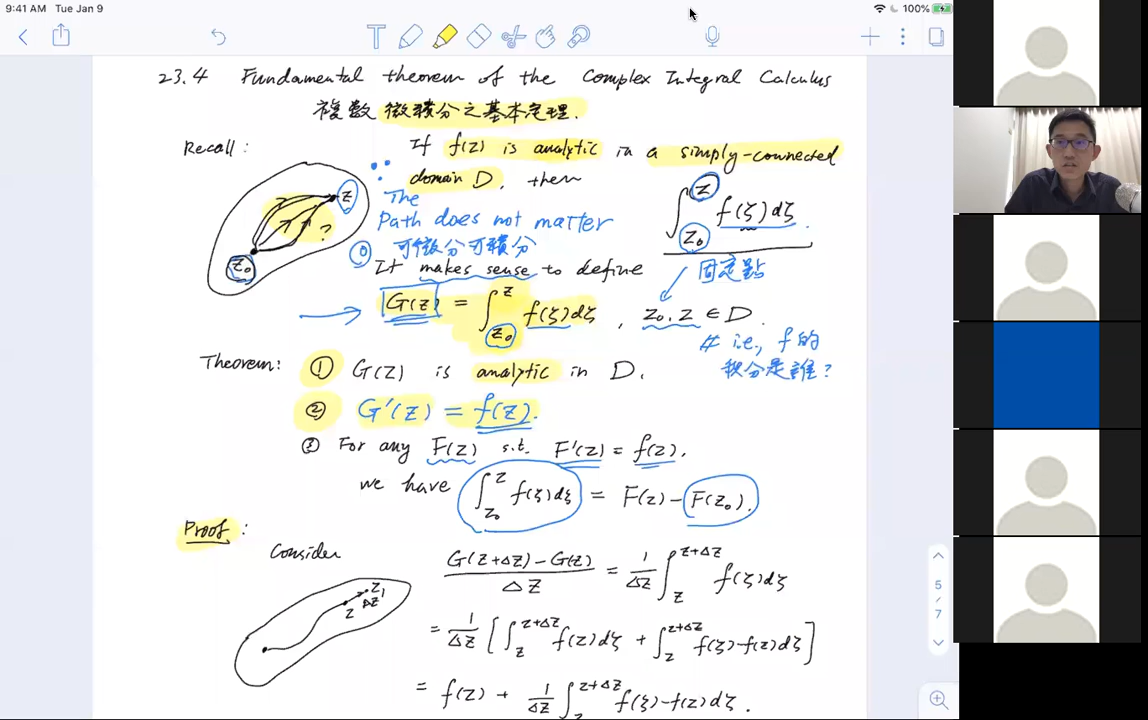 9:41 AM Tue Jan 9
100%
23.4 Fundamental theorem of the Complex Integral Calculus
複數 微積分之基本定理.
Recall:
If f(z) is analytic in a simply-connected
domain D, then
∫_{z₀}^{z} f(ζ)dζ.
z
?
z₀
The
Path does not matter
可微分可積分
固定點
It makes sense to define
G(z) = ∫_{z₀}^{z} f(ζ)dζ, z₀, z ∈ D.
# i.e., f的
積分是誰?
Theorem: ① G(z) is analytic in D.
② G'(z) = f(z).
③ For any F(z) s.t. F'(z) = f(z).
we have ∫_{z₀}^{z} f(ζ)dζ = F(z) - F(z₀).
Proof:
Consider
(G(z+Δz) - G(z))/Δz = 1/Δz ∫_{z}^{z+Δz} f(ζ)dζ
z
Δz
= 1/Δz [∫_{z}^{z+Δz} f(z)dζ + ∫_{z}^{z+Δz} f(ζ)-f(z)dζ]
= f(z) + 1/Δz ∫_{z}^{z+Δz} f(ζ)-f(z)dζ.
5
/
7